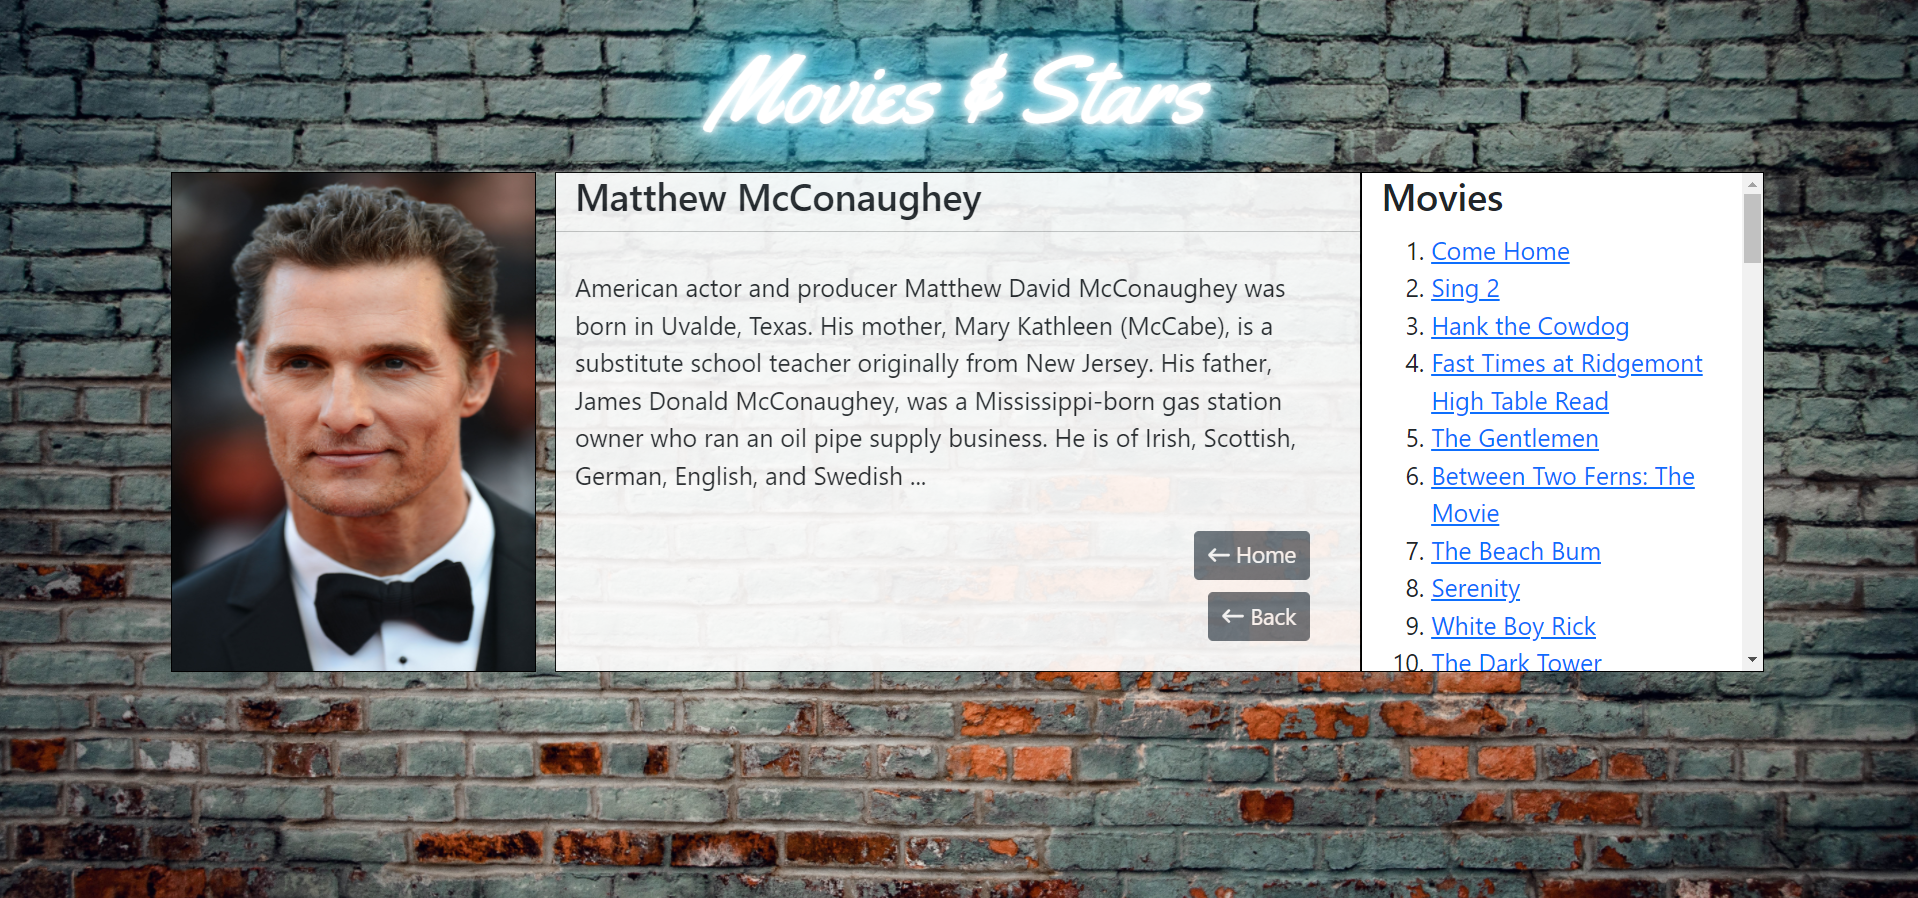 Movies & Stars
Matthew McConaughey
American actor and producer Matthew David McConaughey was
born in Uvalde, Texas. His mother, Mary Kathleen (McCabe), is a
substitute school teacher originally from New Jersey. His father,
James Donald McConaughey, was a Mississippi-born gas station
owner who ran an oil pipe supply business. He is of Irish, Scottish,
German, English, and Swedish ...
← Home
← Back
Movies
1. Come Home
2. Sing 2
3. Hank the Cowdog
4. Fast Times at Ridgemont
High Table Read
5. The Gentlemen
6. Between Two Ferns: The
Movie
7. The Beach Bum
8. Serenity
9. White Boy Rick
10. The Dark Tower